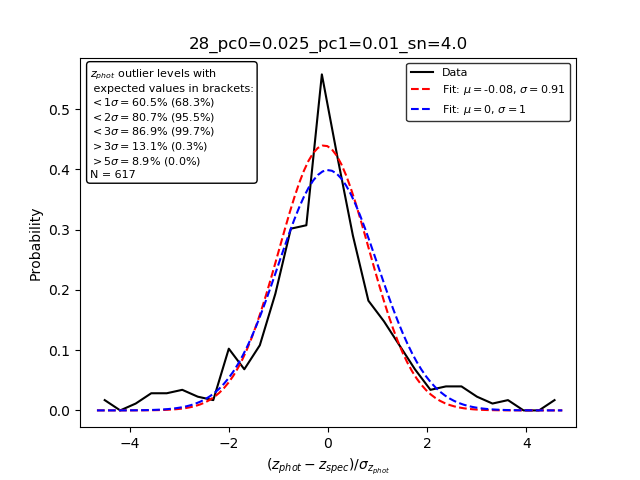 28_pc0=0.025_pc1=0.01_sn=4.0
z_phot outlier levels with
expected values in brackets:
<1σ = 60.5% (68.3%)
<2σ = 80.7% (95.5%)
<3σ = 86.9% (99.7%)
>3σ = 13.1% (0.3%)
>5σ = 8.9% (0.0%)
N = 617
Data
Fit: μ = -0.08, σ = 0.91
Fit: μ = 0, σ = 1
Probability
0.5
0.4
0.3
0.2
0.1
0.0
−4 −2 0 2 4
(z_phot − z_spec)/σ_z_phot